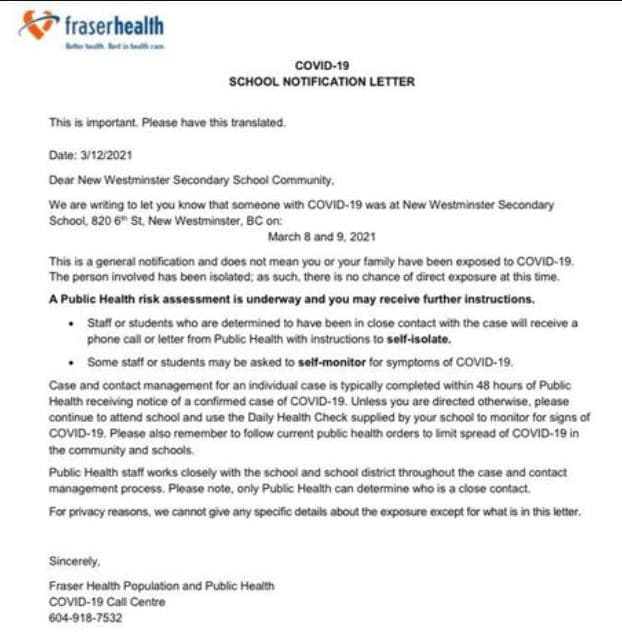 fraserhealth
Better health. Best in health care.
COVID-19
SCHOOL NOTIFICATION LETTER
This is important. Please have this translated.
Date: 3/12/2021
Dear New Westminster Secondary School Community,
We are writing to let you know that someone with COVID-19 was at New Westminster Secondary
School, 820 6th St, New Westminster, BC on:
March 8 and 9, 2021
This is a general notification and does not mean you or your family have been exposed to COVID-19.
The person involved has been isolated; as such, there is no chance of direct exposure at this time.
A Public Health risk assessment is underway and you may receive further instructions.
• Staff or students who are determined to have been in close contact with the case will receive a
phone call or letter from Public Health with instructions to self-isolate.
• Some staff or students may be asked to self-monitor for symptoms of COVID-19.
Case and contact management for an individual case is typically completed within 48 hours of Public
Health receiving notice of a confirmed case of COVID-19. Unless you are directed otherwise, please
continue to attend school and use the Daily Health Check supplied by your school to monitor for signs of
COVID-19. Please also remember to follow current public health orders to limit spread of COVID-19 in
the community and schools.
Public Health staff works closely with the school and school district throughout the case and contact
management process. Please note, only Public Health can determine who is a close contact.
For privacy reasons, we cannot give any specific details about the exposure except for what is in this letter.
Sincerely,
Fraser Health Population and Public Health
COVID-19 Call Centre
604-918-7532